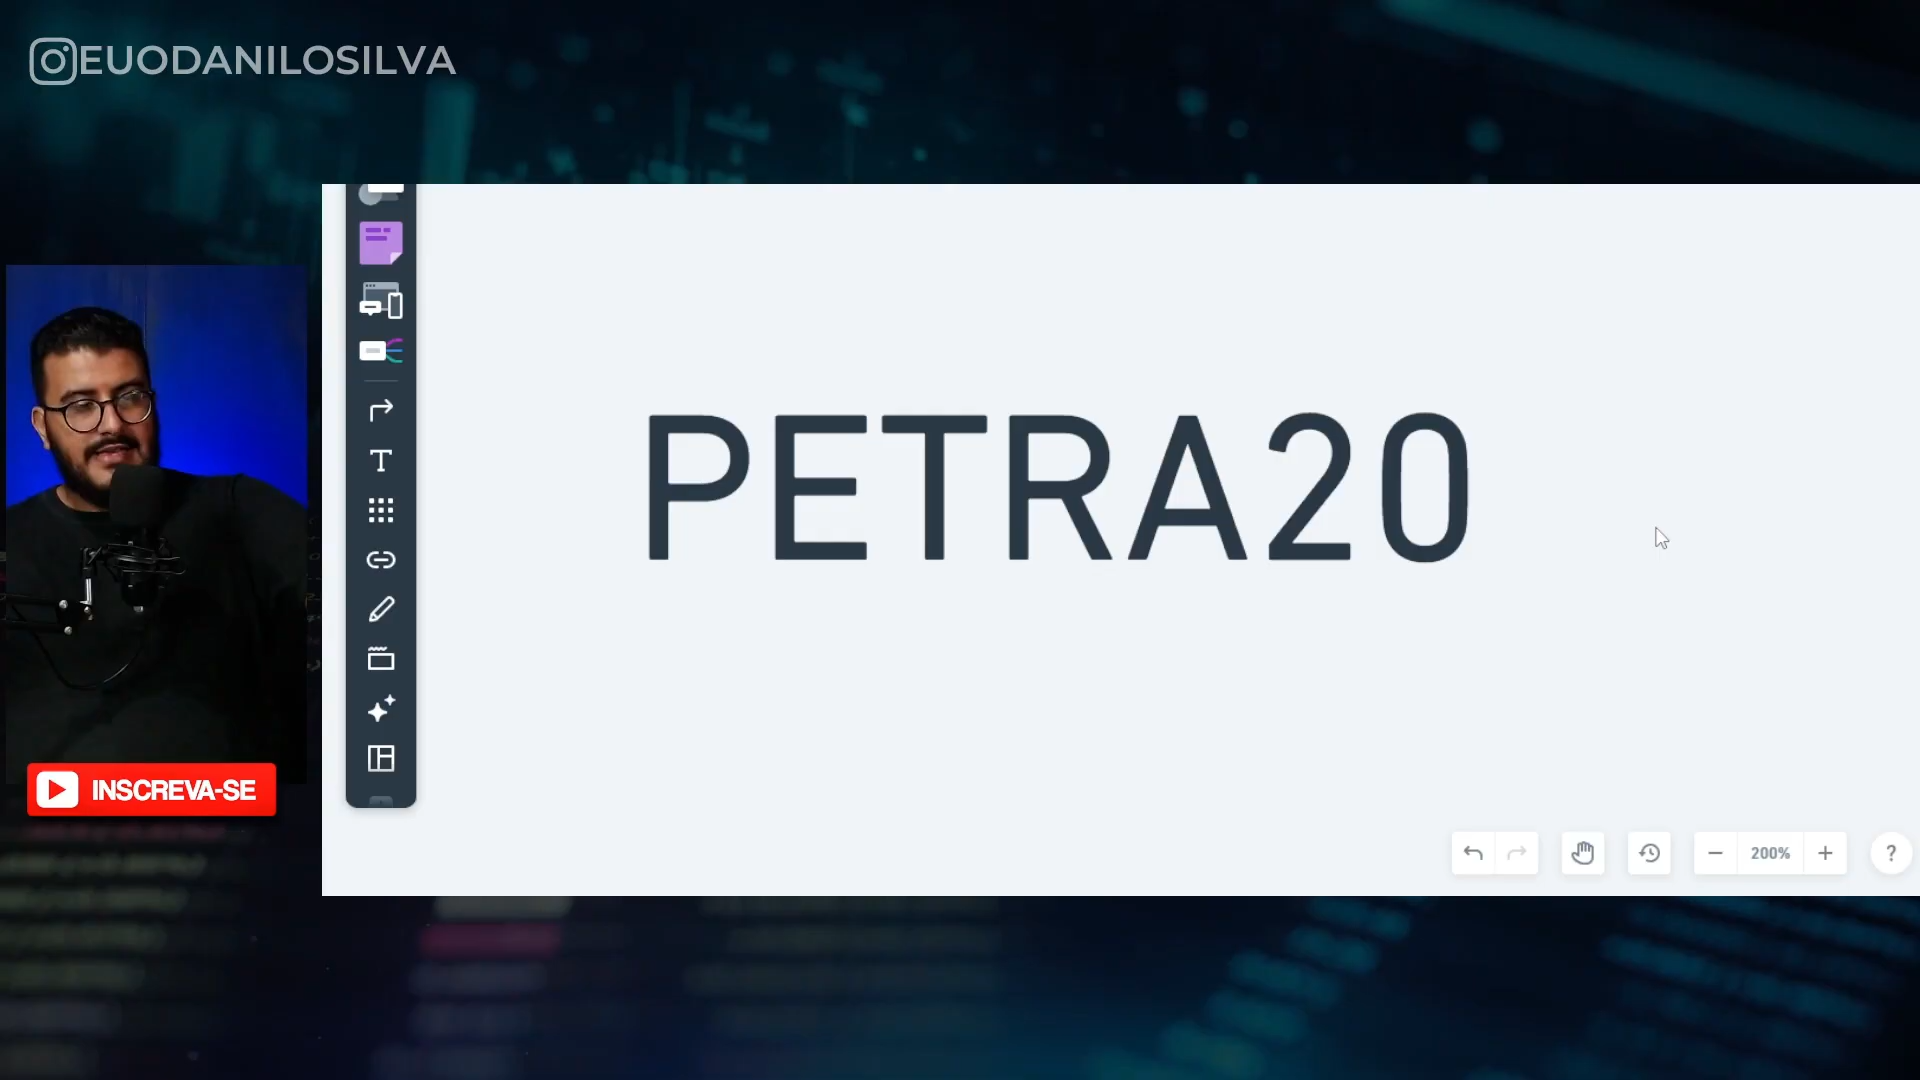 EUODANILOSILVA
PETRA20
INSCREVA-SE
200%
?